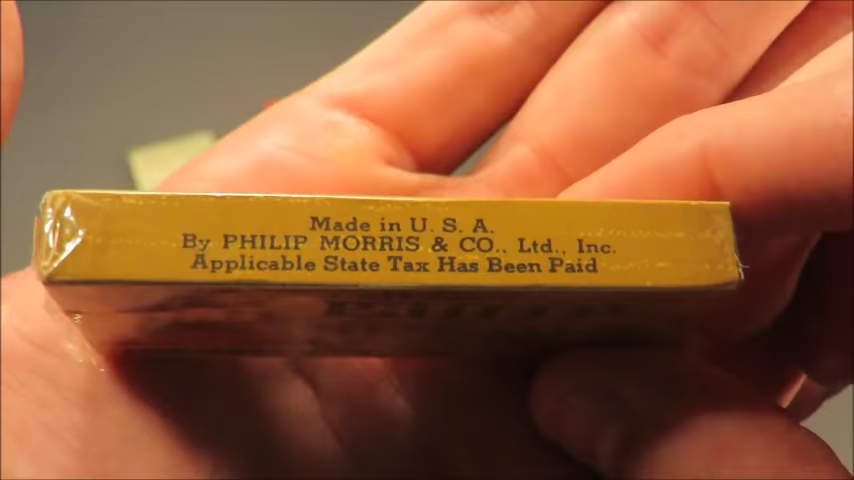 Made in U. S. A.
By PHILIP MORRIS & CO., Ltd., Inc.
Applicable State Tax Has Been Paid